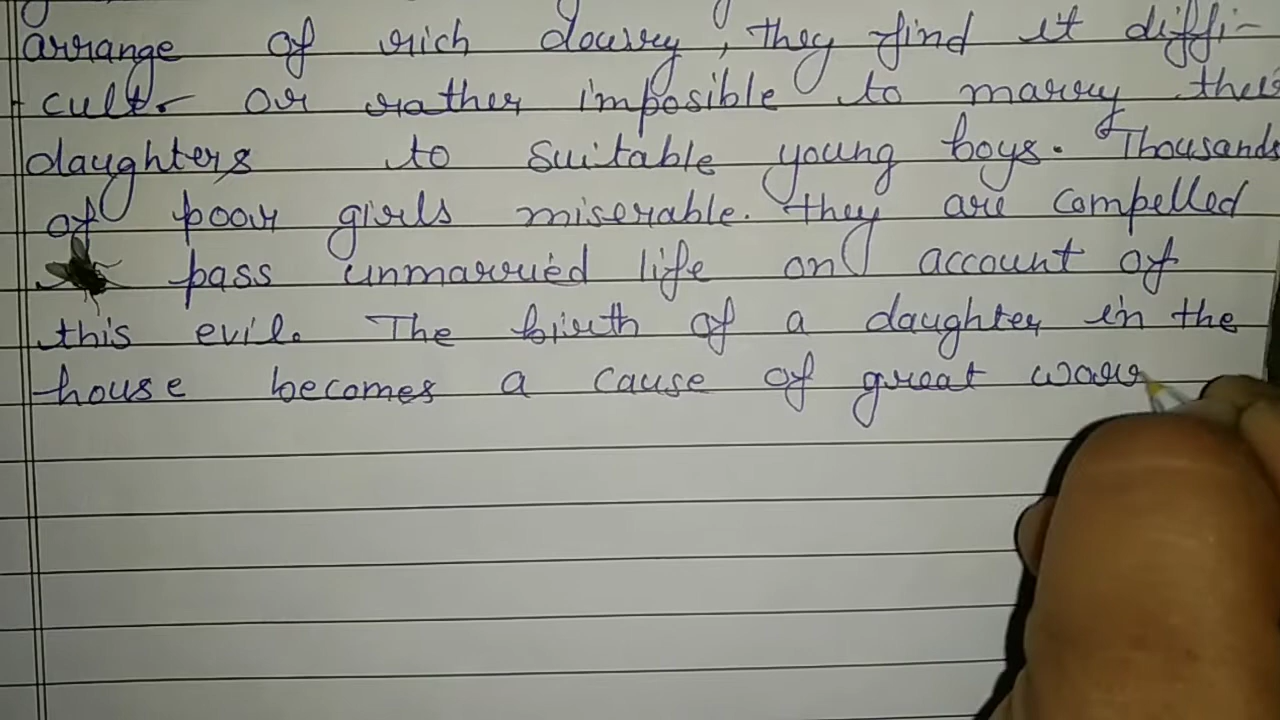 arrange of rich dowry, they find it diffi-
cult or rather imposible to marry their
daughters to suitable young boys. Thousands
of poor girls miserable. they are compelled
pass unmarried life on account of
this evil. The birth of a daughter in the
house becomes a cause of great